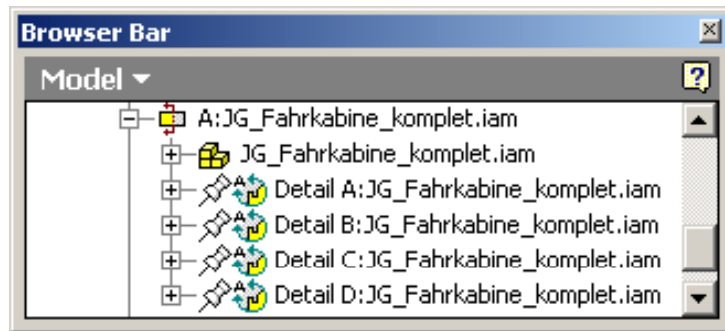 Browser Bar
Model
A:JG_Fahrkabine_komplet.iam
JG_Fahrkabine_komplet.iam
Detail A:JG_Fahrkabine_komplet.iam
Detail B:JG_Fahrkabine_komplet.iam
Detail C:JG_Fahrkabine_komplet.iam
Detail D:JG_Fahrkabine_komplet.iam